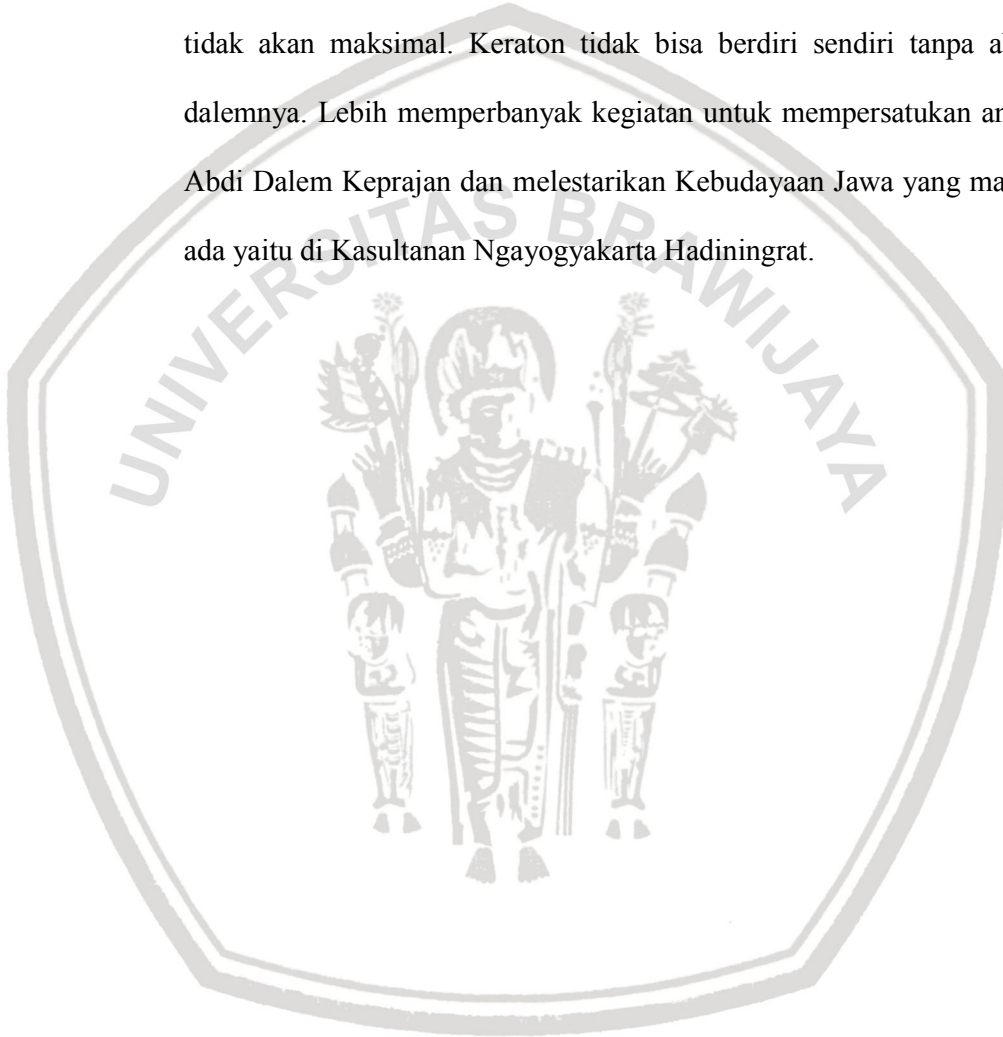 tidak akan maksimal. Keraton tidak bisa berdiri sendiri tanpa
dalemnya. Lebih memperbanyak kegiatan untuk mempersatukan
Abdi Dalem Keprajan dan melestarikan Kebudayaan Jawa yang
ada yaitu di Kasultanan Ngayogyakarta Hadiningrat.
UNIVERSITAS BRAWIJAYA